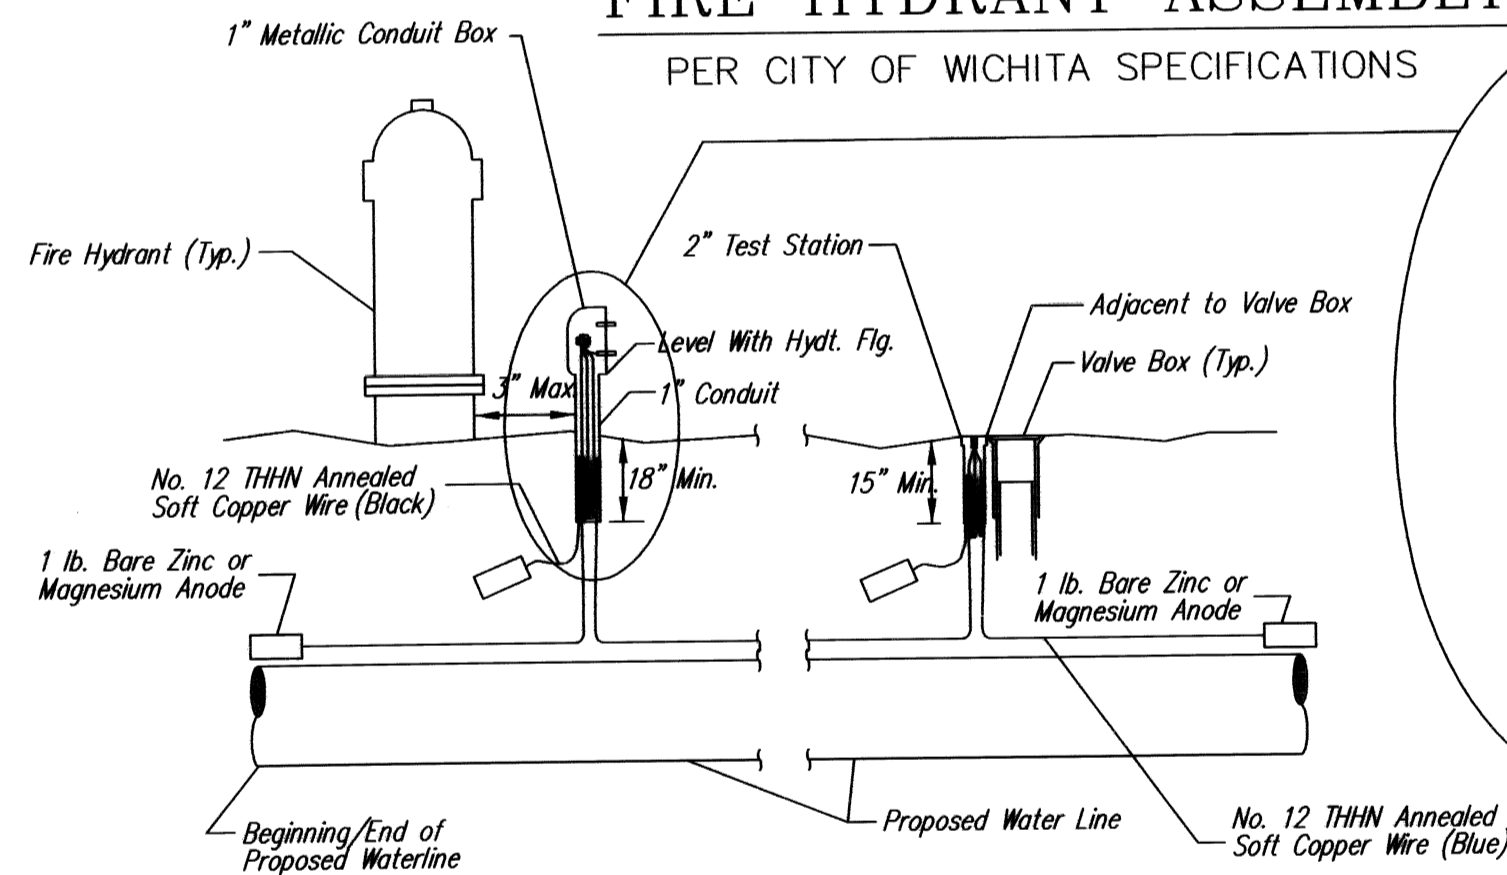 FIRE HYDRANT ASSEMBLY
PER CITY OF WICHITA SPECIFICATIONS
1" Metallic Conduit Box
Fire Hydrant (Typ.)
2" Test Station
Adjacent to Valve Box
Level With Hydt. Flg.
Valve Box (Typ.)
3" Max.
1" Conduit
No. 12 THHN Annealed
Soft Copper Wire (Black)
18" Min.
15" Min.
1 lb. Bare Zinc or
Magnesium Anode
1 lb. Bare Zinc or
Magnesium Anode
Beginning/End of
Proposed Waterline
Proposed Water Line
No. 12 THHN Annealed
Soft Copper Wire (Blue)